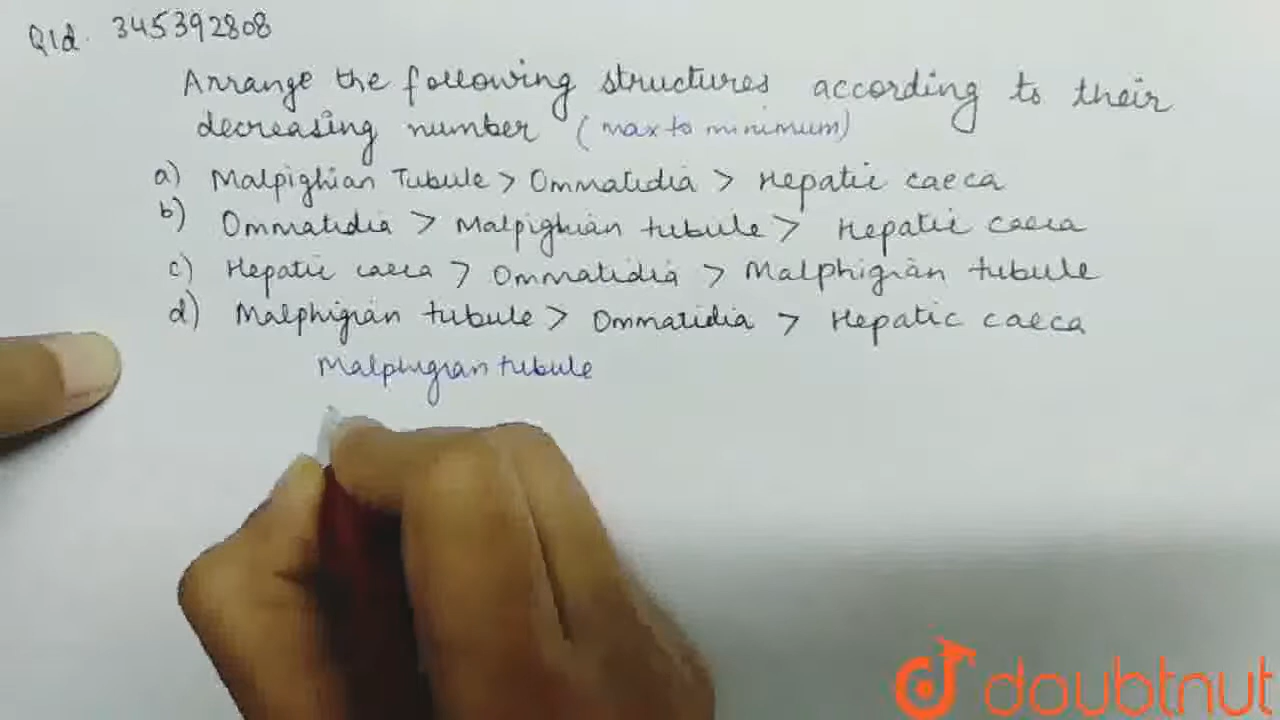 QId. 345392808
Arrange the following structures according to their
decreasing number (max to minimum)
a) Malpighian Tubule > Ommatidia > Hepatic caeca
b) Ommatidia > Malpighian tubule > Hepatic caeca
c) Hepatic caeca > Ommatidia > Malphigian tubule
d) Malphigian tubule > Ommatidia > Hepatic caeca
Malphigian tubule
doubtnut